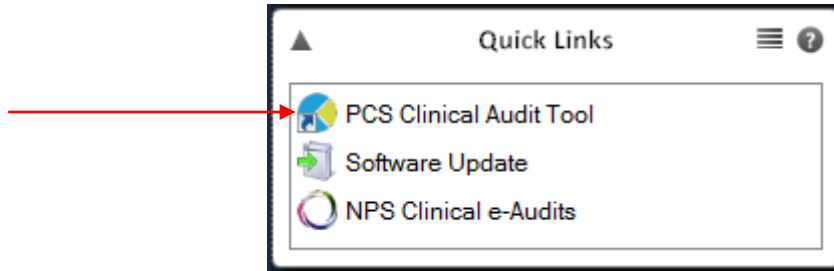 Quick Links
PCS Clinical Audit Tool
Software Update
NPS Clinical e-Audits